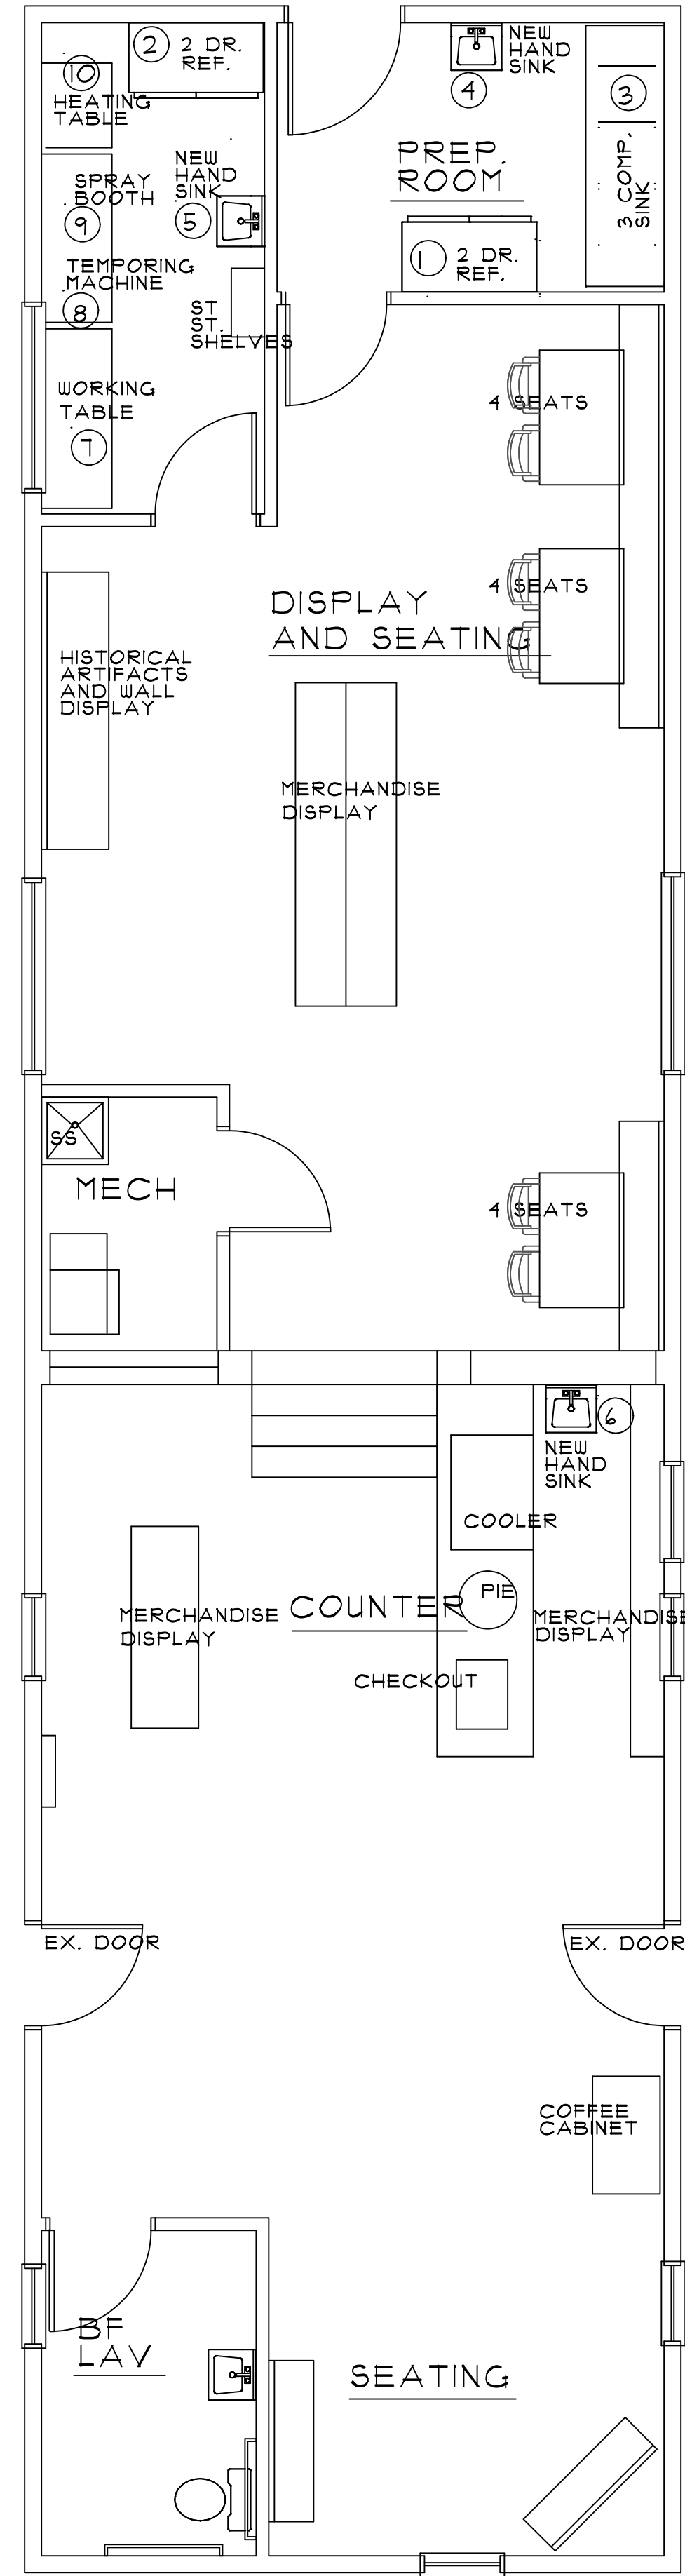 2
2 DR.
REF.
10
HEATING
TABLE
NEW
HAND
SINK
4
3
3 COMP.
SINK
PREP.
ROOM
NEW
HAND
SINK
5
SPRAY
BOOTH
9
TEMPORING
MACHINE
8
1
2 DR.
REF.
ST
ST.
SHELVES
WORKING
TABLE
7
4 SEATS
4 SEATS
DISPLAY
AND SEATING
HISTORICAL
ARTIFACTS
AND WALL
DISPLAY
MERCHANDISE
DISPLAY
SS
MECH
4 SEATS
6
NEW
HAND
SINK
COOLER
PIE
COUNTER
MERCHANDISE
DISPLAY
MERCHANDISE
DISPLAY
CHECKOUT
EX. DOOR
EX. DOOR
COFFEE
CABINET
BF
LAV
SEATING